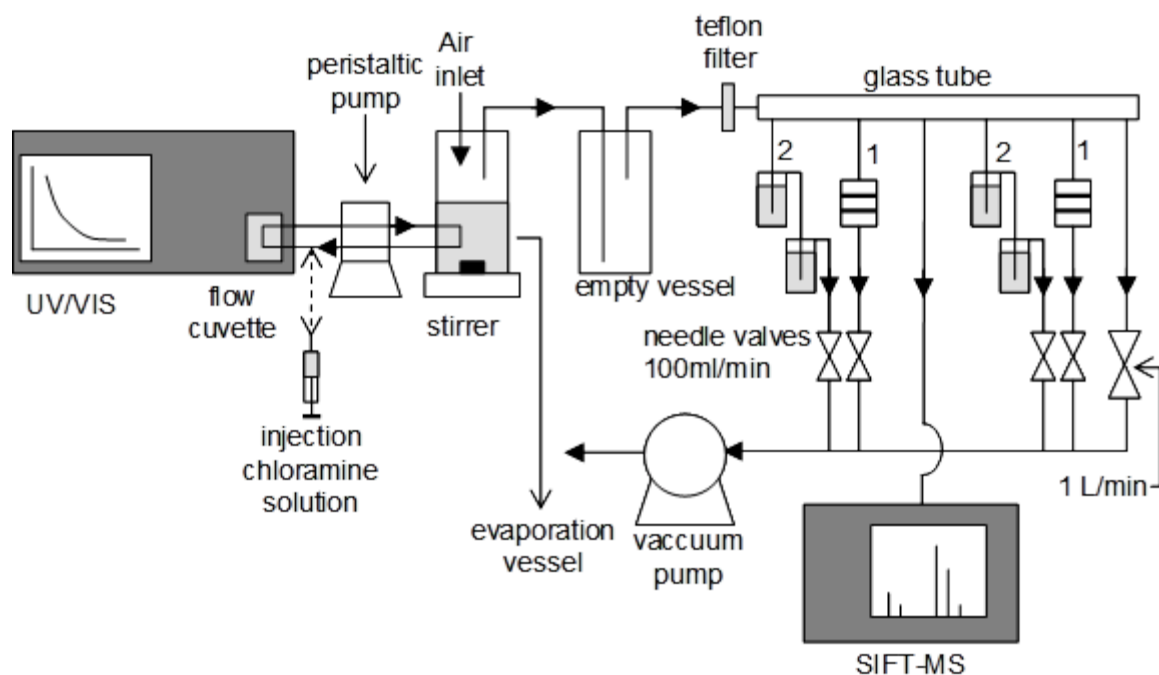 teflon
filter
Air
inlet
peristaltic
pump
glass tube
2
1
2
1
UV/VIS
flow
cuvette
stirrer
empty vessel
needle valves
100ml/min
injection
chloramine
solution
evaporation
vessel
vaccuum
pump
1 L/min
SIFT-MS